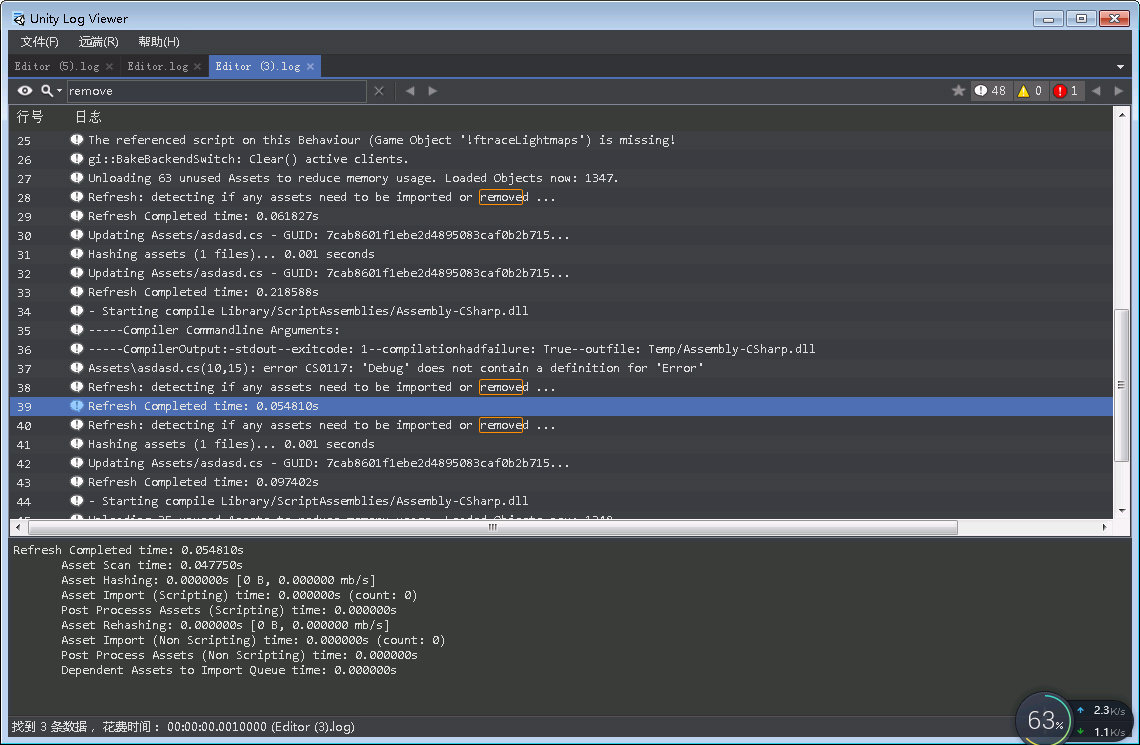 Unity Log Viewer
文件(F) 远端(R) 帮助(H)
Editor (5).log Editor.log Editor (3).log
remove 48 0 1
行号 日志
25 The referenced script on this Behaviour (Game Object '!ftraceLightmaps') is missing!
26 gi::BakeBackendSwitch: Clear() active clients.
27 Unloading 63 unused Assets to reduce memory usage. Loaded Objects now: 1347.
28 Refresh: detecting if any assets need to be imported or removed ...
29 Refresh Completed time: 0.061827s
30 Updating Assets/asdasd.cs - GUID: 7cab8601f1ebe2d4895083caf0b2b715...
31 Hashing assets (1 files)... 0.001 seconds
32 Updating Assets/asdasd.cs - GUID: 7cab8601f1ebe2d4895083caf0b2b715...
33 Refresh Completed time: 0.218588s
34 - Starting compile Library/ScriptAssemblies/Assembly-CSharp.dll
35 -----Compiler Commandline Arguments:
36 -----CompilerOutput:-stdout--exitcode: 1--compilationhadfailure: True--outfile: Temp/Assembly-CSharp.dll
37 Assets\asdasd.cs(10,15): error CS0117: 'Debug' does not contain a definition for 'Error'
38 Refresh: detecting if any assets need to be imported or removed ...
39 Refresh Completed time: 0.054810s
40 Refresh: detecting if any assets need to be imported or removed ...
41 Hashing assets (1 files)... 0.001 seconds
42 Updating Assets/asdasd.cs - GUID: 7cab8601f1ebe2d4895083caf0b2b715...
43 Refresh Completed time: 0.097402s
44 - Starting compile Library/ScriptAssemblies/Assembly-CSharp.dll
Refresh Completed time: 0.054810s
Asset Scan time: 0.047750s
Asset Hashing: 0.000000s [0 B, 0.000000 mb/s]
Asset Import (Scripting) time: 0.000000s (count: 0)
Post Processs Assets (Scripting) time: 0.000000s
Asset Rehashing: 0.000000s [0 B, 0.000000 mb/s]
Asset Import (Non Scripting) time: 0.000000s (count: 0)
Post Process Assets (Non Scripting) time: 0.000000s
Dependent Assets to Import Queue time: 0.000000s
找到 3 条数据 ，花费时间 ：00:00:00.0010000 (Editor (3).log)
63%
2.3K/s
1.1K/s